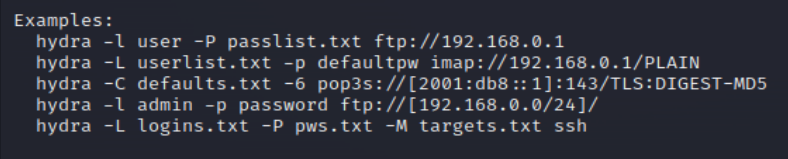 Examples:
hydra -l user -P passlist.txt ftp://192.168.0.1
hydra -L userlist.txt -p defaultpw imap://192.168.0.1/PLAIN
hydra -C defaults.txt -6 pop3s://[2001:db8::1]:143/TLS:DIGEST-MD5
hydra -l admin -p password ftp://[192.168.0.0/24]/
hydra -L logins.txt -P pws.txt -M targets.txt ssh